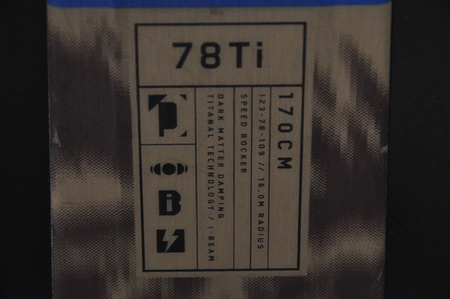 78Ti
170CM
123-78-109 // 16.0M RADIUS
SPEED ROCKER
DARK MATTER DAMPING
TITANAL TECHNOLOGY / I-BEAM
P
i